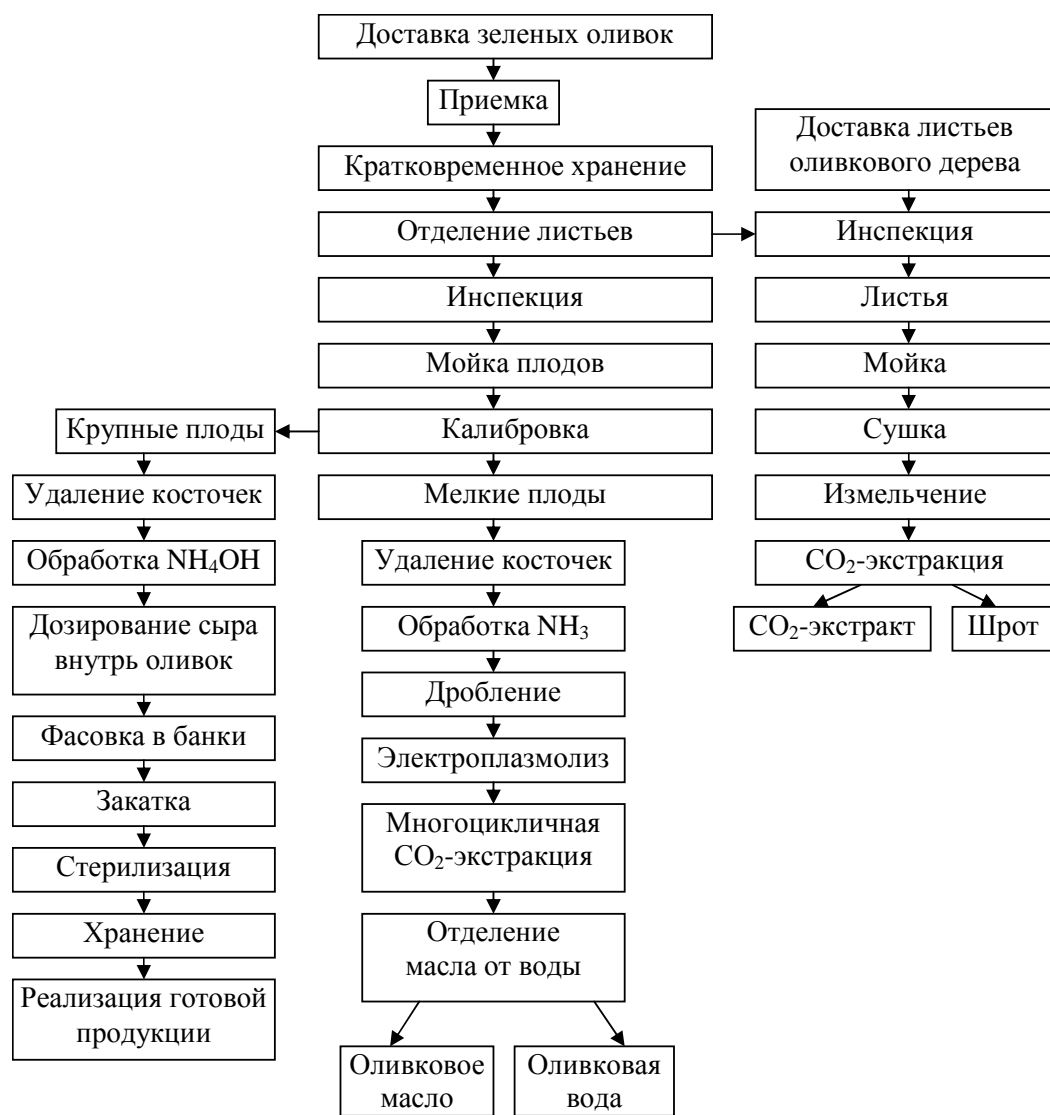 Доставка зеленых оливок
Приемка
Кратковременное хранение
Отделение листьев
Инспекция
Мойка плодов
Калибровка
Мелкие плоды
Удаление косточек
Обработка NH₃
Дробление
Электроплазмолиз
Многоцикличная
CO₂-экстракция
Отделение
масла от воды
Оливковое
масло
Оливковая
вода
Крупные плоды
Удаление косточек
Обработка NH₄OH
Дозирование сыра
внутрь оливок
Фасовка в банки
Закатка
Стерилизация
Хранение
Реализация готовой
продукции
Доставка листьев
оливкового дерева
Инспекция
Листья
Мойка
Сушка
Измельчение
CO₂-экстракция
CO₂-экстракт
Шрот